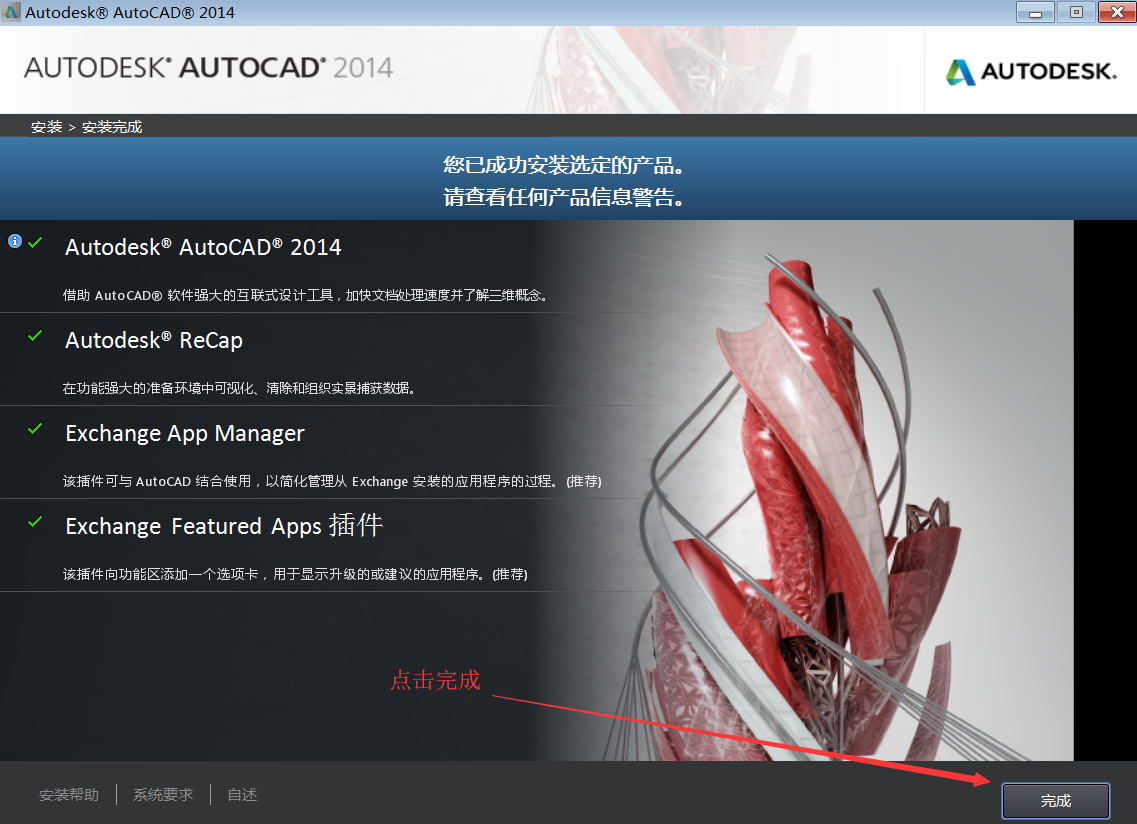 Autodesk® AutoCAD® 2014
AUTODESK® AUTOCAD® 2014
AUTODESK.
安装 > 安装完成
您已成功安装选定的产品。
请查看任何产品信息警告。
Autodesk® AutoCAD® 2014
借助 AutoCAD® 软件强大的互联式设计工具，加快文档处理速度并了解三维概念。
Autodesk® ReCap
在功能强大的准备环境中可视化、清除和组织实景捕获数据。
Exchange App Manager
该插件可与 AutoCAD 结合使用，以简化管理从 Exchange 安装的应用程序的过程。(推荐)
Exchange Featured Apps 插件
该插件向功能区添加一个选项卡，用于显示升级的或建议的应用程序。(推荐)
点击完成
安装帮助 系统要求 自述
完成